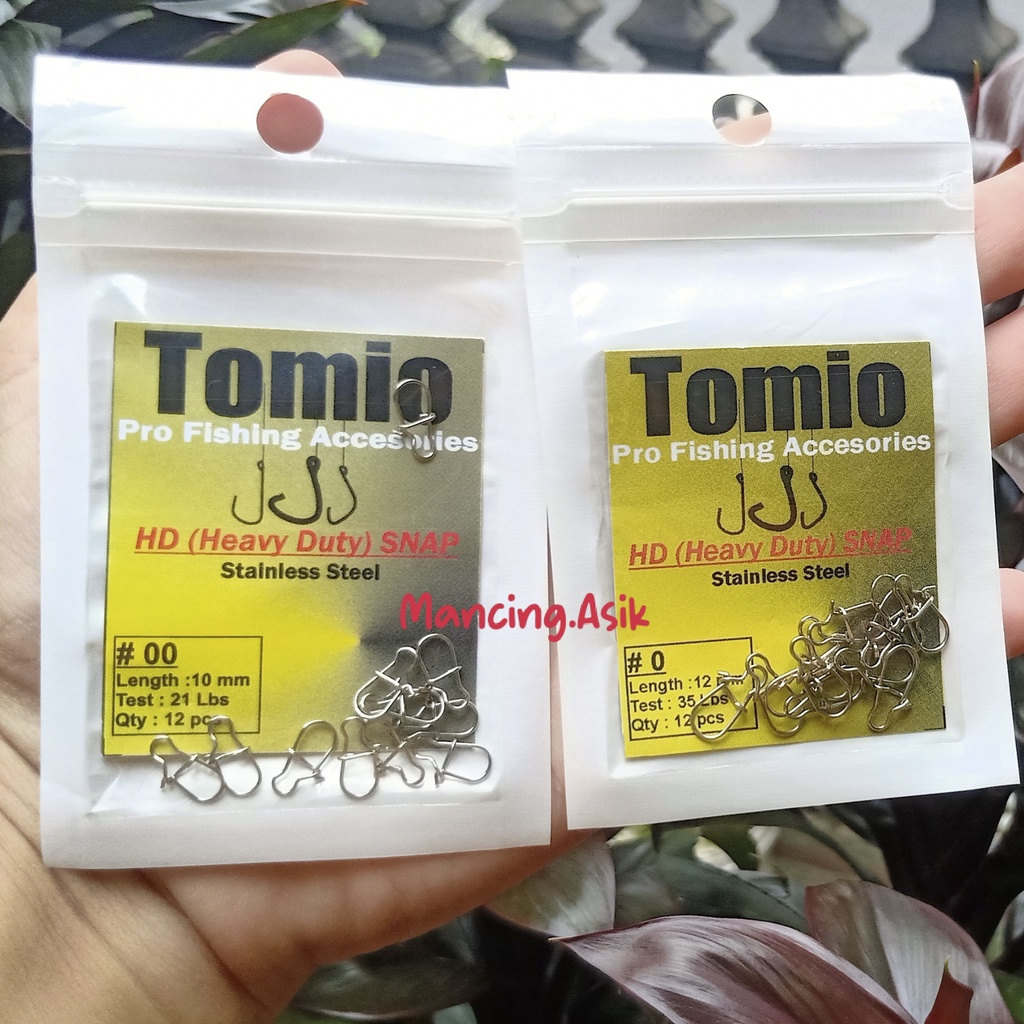 Tomio
Pro Fishing Accesories
HD (Heavy Duty) SNAP
Stainless Steel
# 00
Length :10 mm
Test : 21 Lbs
Qty : 12 pcs
Tomio
Pro Fishing Accesories
HD (Heavy Duty) SNAP
Stainless Steel
# 0
Length :12 mm
Test : 35 Lbs
Qty : 12 pcs
Mancing.Asik